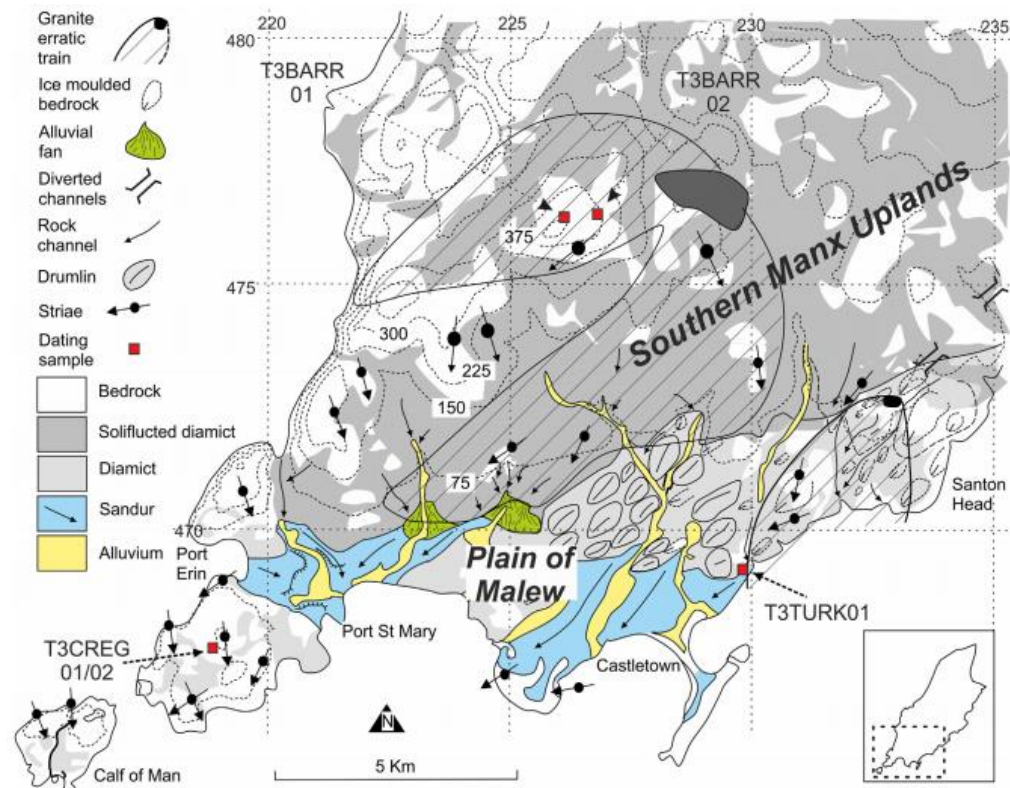 Granite
erratic
train
Ice moulded
bedrock
Alluvial
fan
Diverted
channels
Rock
channel
Drumlin
Striae
Dating
sample
Bedrock
Soliflucted diamict
Diamict
Sandur
Alluvium
220
225
230
235
480
475
470
T3BARR
01
T3BARR
02
375
300
225
150
75
Southern Manx Uplands
Plain of
Malew
Santon
Head
Port
Erin
Port St Mary
Castletown
T3TURK01
T3CREG
01/02
Calf of Man
N
5 Km